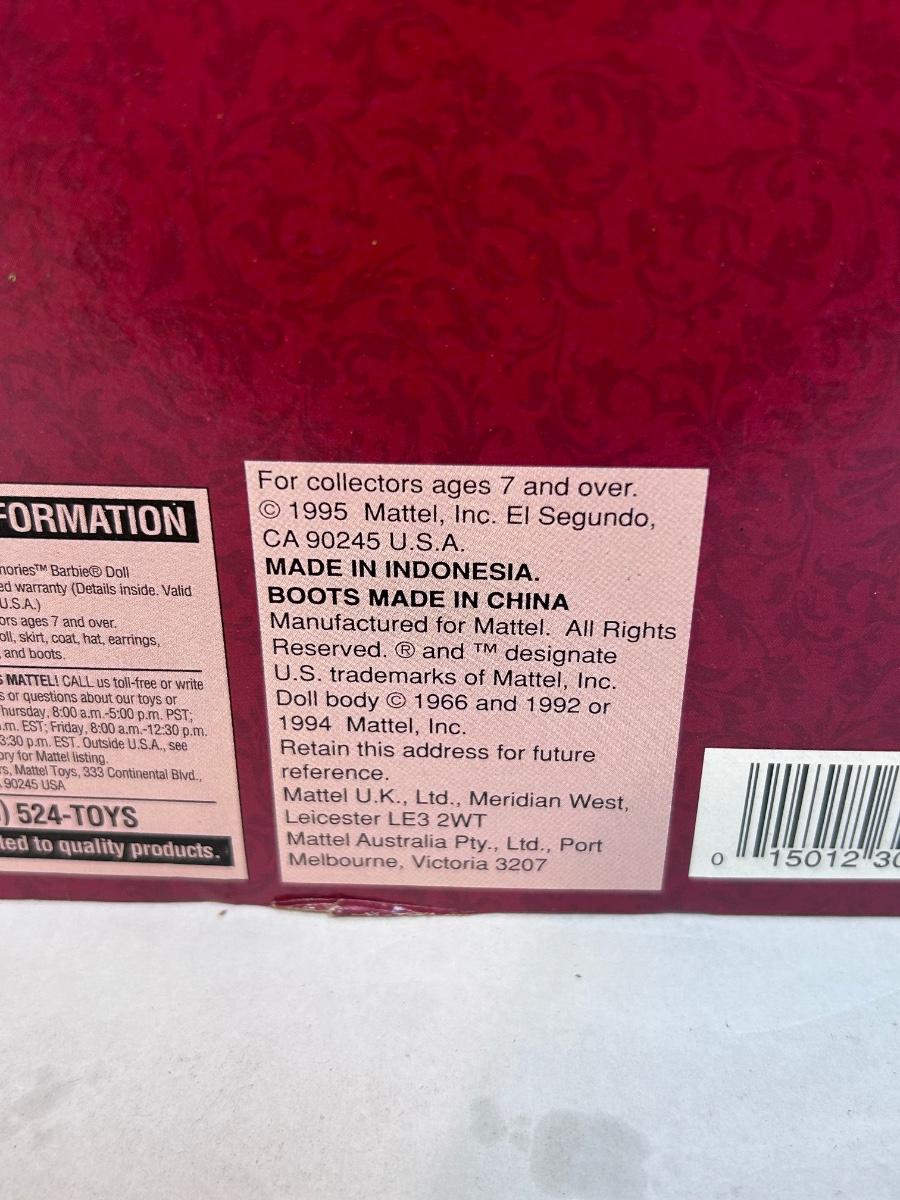 FORMATION
mories™ Barbie® Doll
ed warranty (Details inside. Valid
U.S.A.)
ors ages 7 and over.
oll, skirt, coat, hat, earrings,
, and boots.
S MATTEL! CALL us toll-free or write
s or questions about our toys or
hursday, 8:00 a.m.-5:00 p.m. PST;
.m. EST; Friday, 8:00 a.m.-12:30 p.m.
3:30 p.m. EST. Outside U.S.A., see
ory for Mattel listing.
rs, Mattel Toys, 333 Continental Blvd.,
90245 USA
) 524-TOYS
ted to quality products.
For collectors ages 7 and over.
© 1995 Mattel, Inc. El Segundo,
CA 90245 U.S.A.
MADE IN INDONESIA.
BOOTS MADE IN CHINA
Manufactured for Mattel. All Rights
Reserved. ® and ™ designate
U.S. trademarks of Mattel, Inc.
Doll body © 1966 and 1992 or
1994 Mattel, Inc.
Retain this address for future
reference.
Mattel U.K., Ltd., Meridian West,
Leicester LE3 2WT
Mattel Australia Pty., Ltd., Port
Melbourne, Victoria 3207
0 15012 30